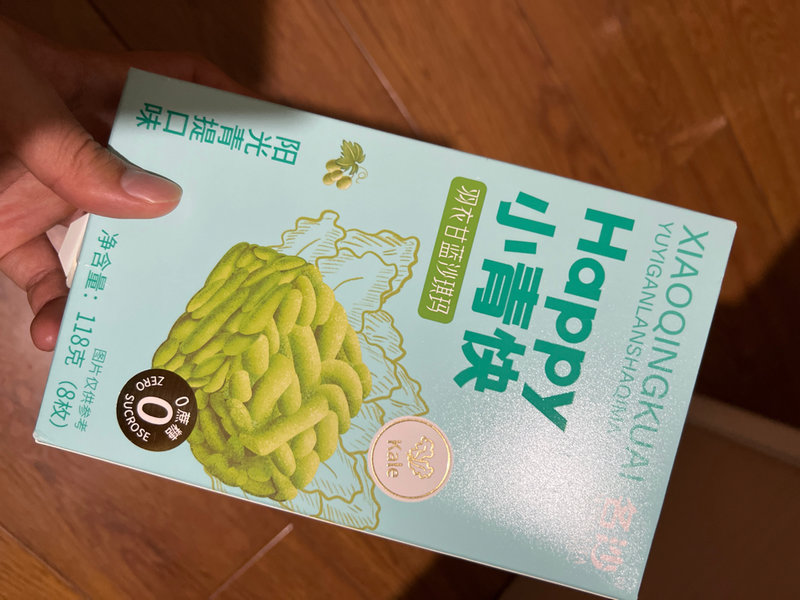 XIAOQINGKUAI
Happy
小青快
羽衣甘蓝沙琪玛
Kale
阳光青提口味
0蔗糖
0
ZERO SUCROSE
图片仅供参考
净含量：118克（8枚）